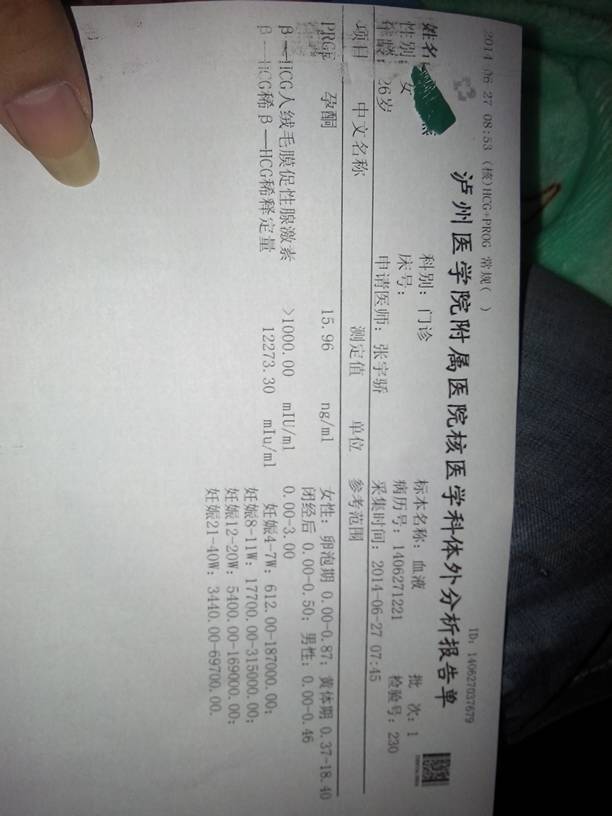 2014 06 27 08:53 (核)HCG+PROG 常规( )
ID: 140627037679
泸州医学院附属医院核医学科体外分析报告单
姓名 科别: 门诊 标本名称: 血液 批 次: 1
性别: 女 床号: 病历号: 1406271221 检验号: 230
年龄: 26岁 申请医师: 张宇骄 采集时间: 2014-06-27 07:45
项目 中文名称 测定值 单位 参考范围
PRGE 孕酮 15.96 ng/ml 女性: 卵泡期 0.00-0.87; 黄体期 0.37-18.40
闭经后 0.00-0.50; 男性: 0.00-0.46
β—HCG人绒毛膜促性腺激素 >1000.00 mIU/ml 0.00-3.00
β—HCG稀 β—HCG稀释定量 12273.30 mIu/ml 妊娠4-7W: 612.00-187000.00;
妊娠8-11W: 17700.00-315000.00;
妊娠12-20W: 5400.00-169000.00;
妊娠21-40W: 3440.00-69700.00.